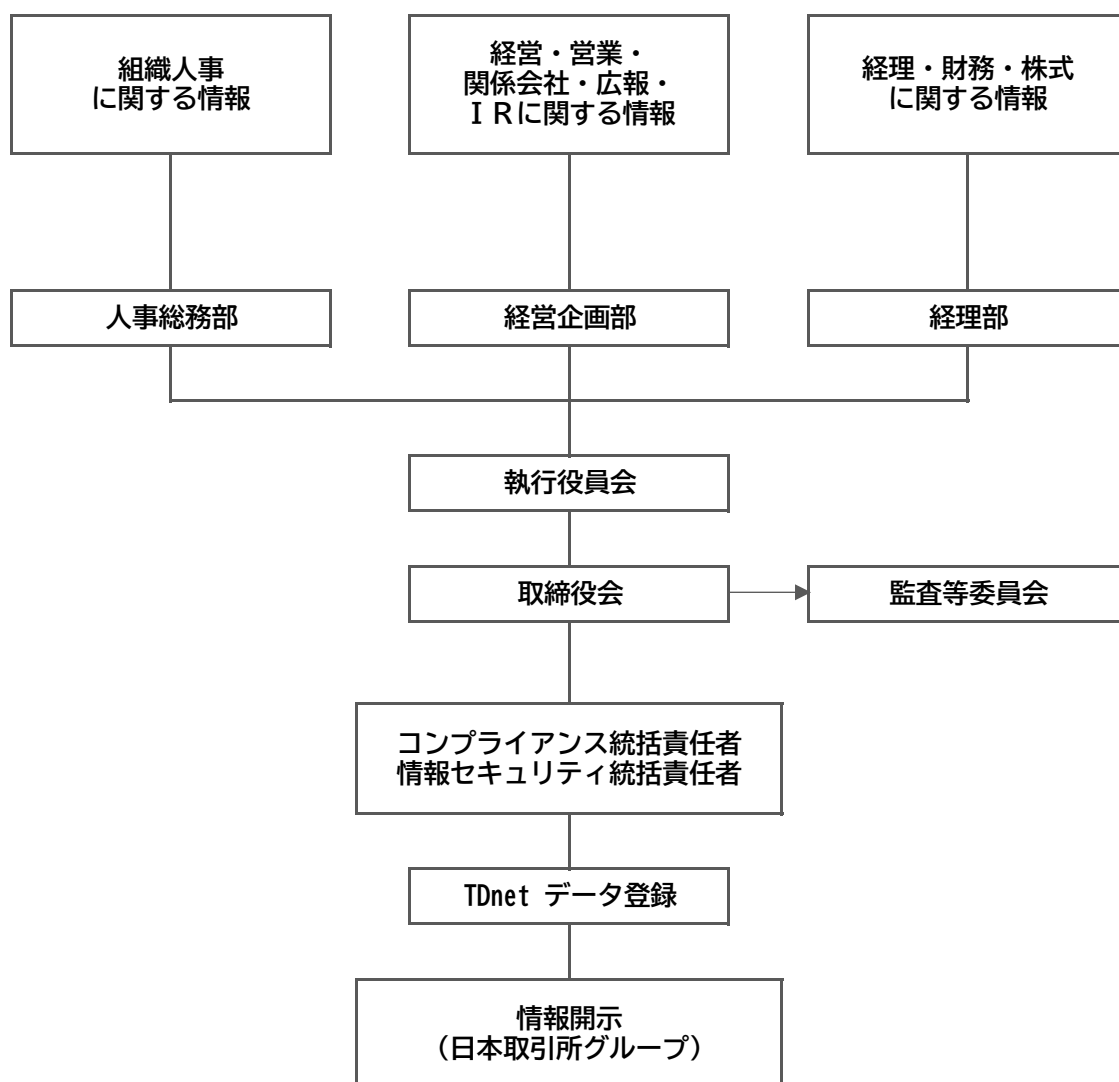 組織人事
に関する情報
経営・営業・
関係会社・広報・
ＩＲに関する情報
経理・財務・株式
に関する情報
人事総務部
経営企画部
経理部
執行役員会
取締役会
監査等委員会
コンプライアンス統括責任者
情報セキュリティ統括責任者
TDnet データ登録
情報開示
（日本取引所グループ）